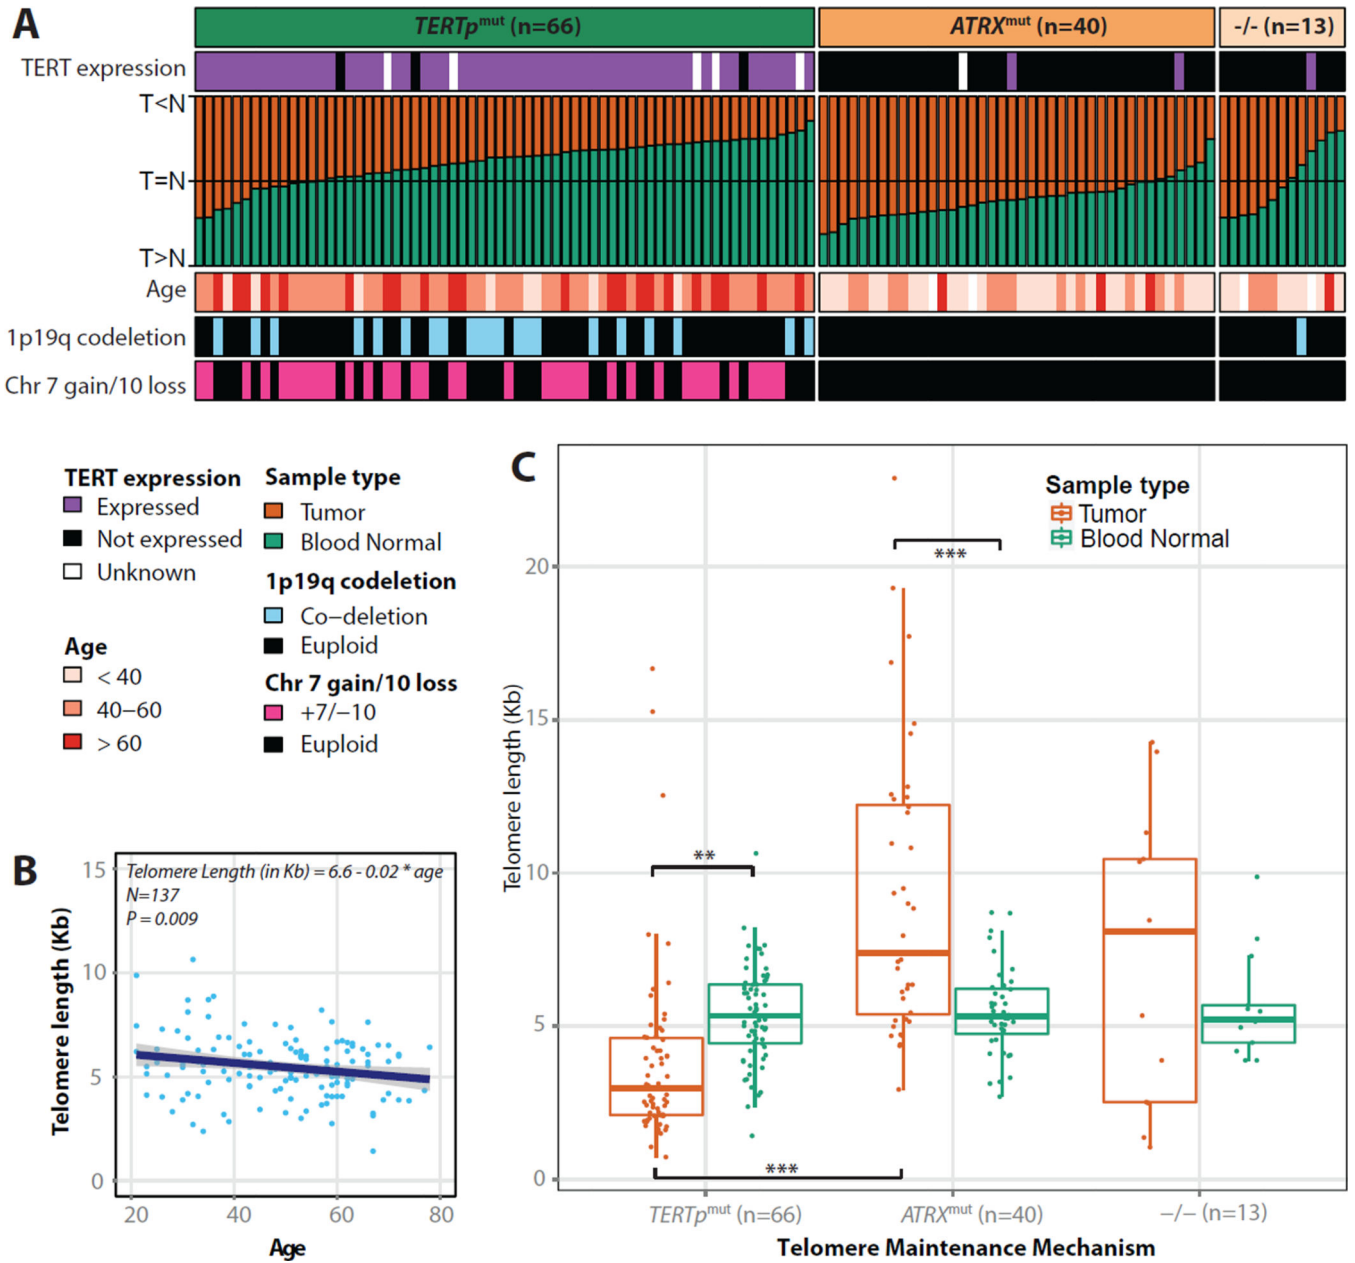 A
TERTpmut (n=66)
ATRXmut (n=40)
-/- (n=13)
TERT expression
T<N
T=N
T>N
Age
1p19q codeletion
Chr 7 gain/10 loss
TERT expression
Expressed
Not expressed
Unknown
Age
< 40
40−60
> 60
Sample type
Tumor
Blood Normal
1p19q codeletion
Co−deletion
Euploid
Chr 7 gain/10 loss
+7/−10
Euploid
B
Telomere Length (in Kb) = 6.6 - 0.02 * age
N=137
P = 0.009
Telomere length (Kb)
15
10
5
0
20
40
60
80
Age
C
Sample type
Tumor
Blood Normal
Telomere length (Kb)
20
15
10
5
0
***
**
***
TERTpmut (n=66)
ATRXmut (n=40)
−/− (n=13)
Telomere Maintenance Mechanism